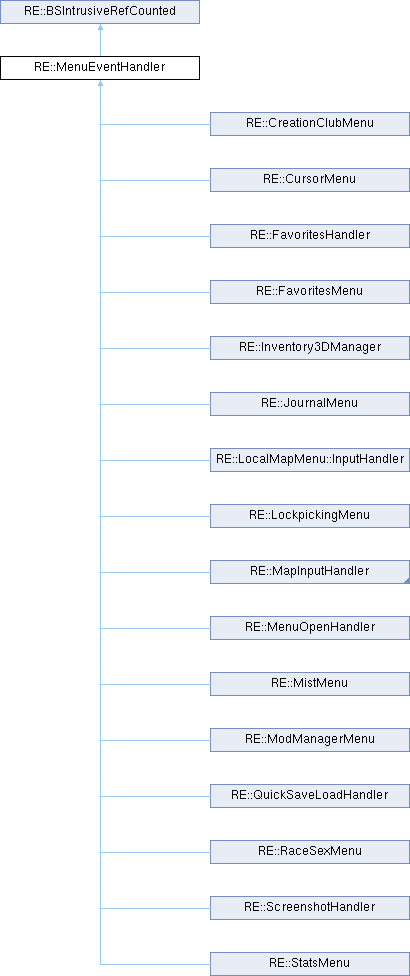 RE::BSIntrusiveRefCounted
RE::MenuEventHandler
RE::CreationClubMenu
RE::CursorMenu
RE::FavoritesHandler
RE::FavoritesMenu
RE::Inventory3DManager
RE::JournalMenu
RE::LocalMapMenu::InputHandler
RE::LockpickingMenu
RE::MapInputHandler
RE::MenuOpenHandler
RE::MistMenu
RE::ModManagerMenu
RE::QuickSaveLoadHandler
RE::RaceSexMenu
RE::ScreenshotHandler
RE::StatsMenu